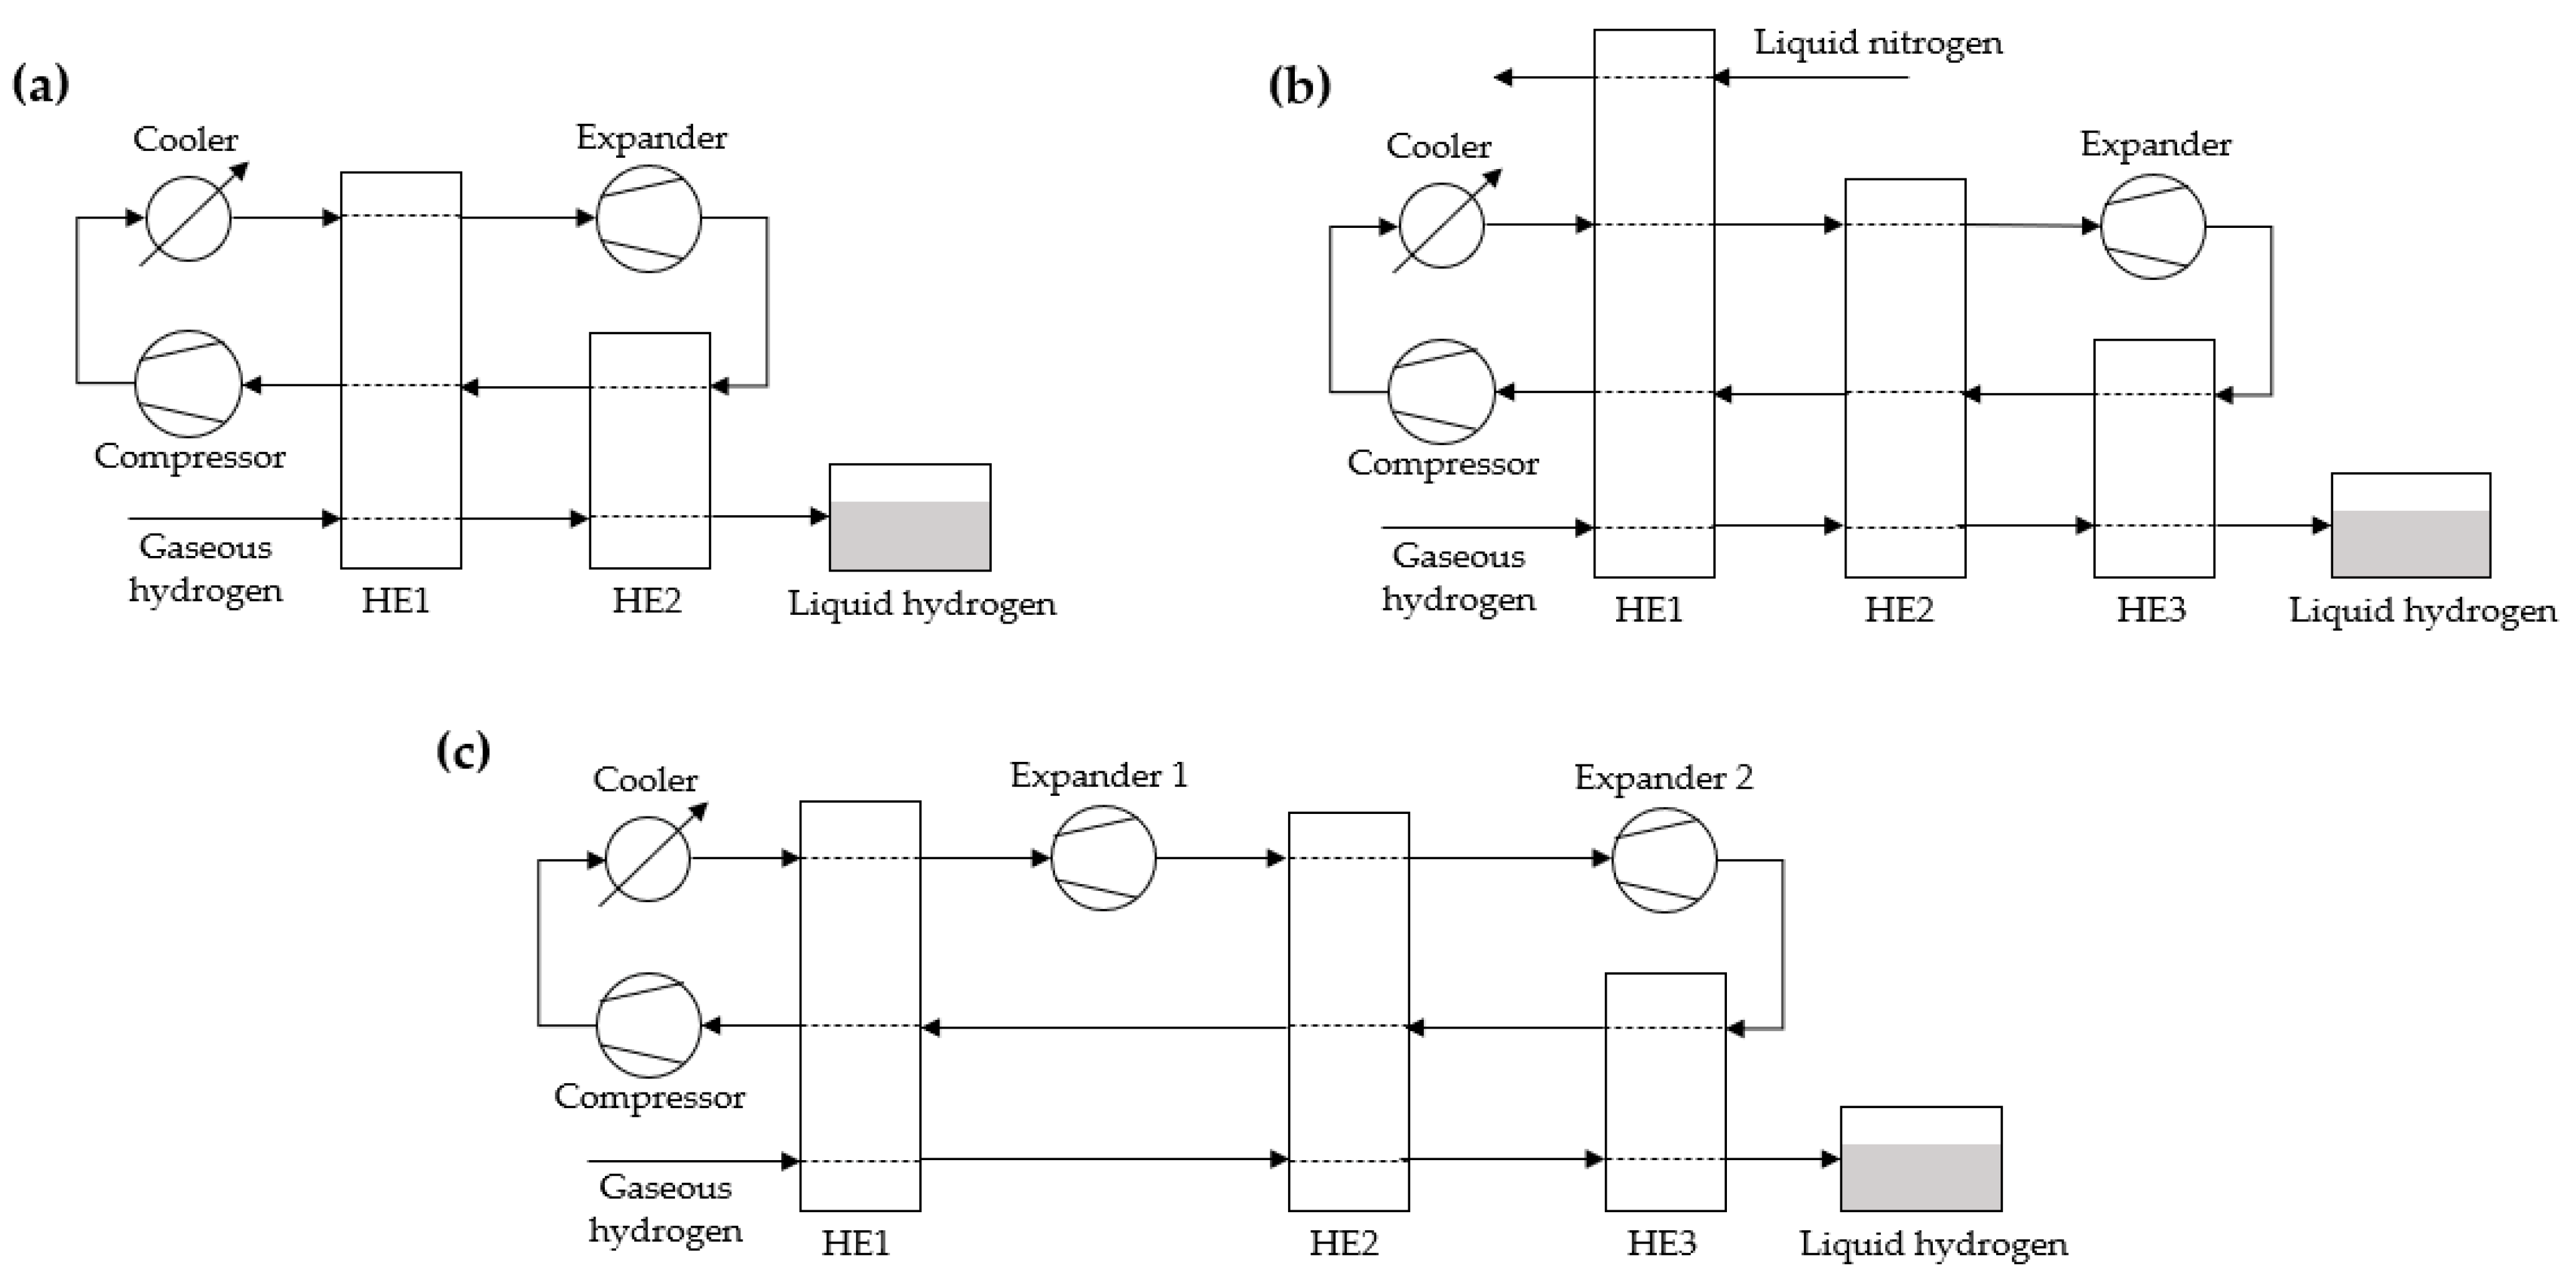 (a)
Cooler
Expander
Compressor
Gaseous
hydrogen
HE1
HE2
Liquid hydrogen
(b)
Liquid nitrogen
Cooler
Expander
Compressor
Gaseous
hydrogen
HE1
HE2
HE3
Liquid hydrogen
(c)
Cooler
Expander 1
Expander 2
Compressor
Gaseous
hydrogen
HE1
HE2
HE3
Liquid hydrogen